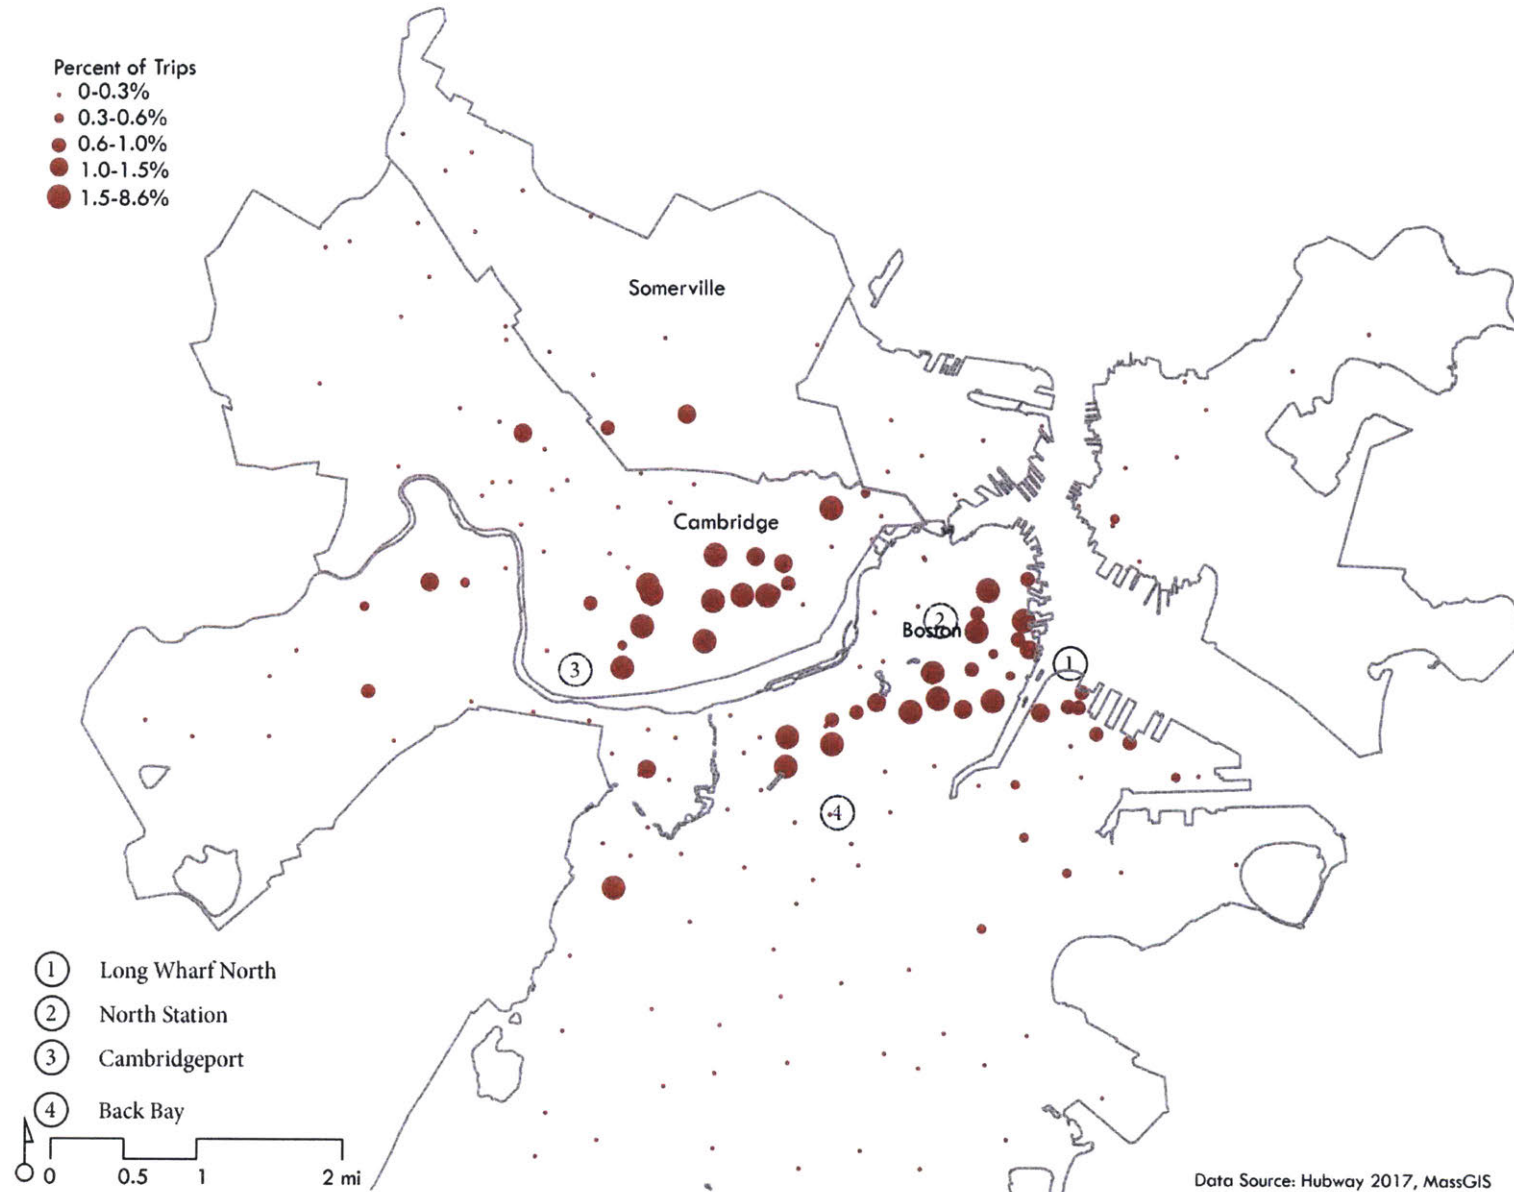 Percent of Trips
0-0.3%
0.3-0.6%
0.6-1.0%
1.0-1.5%
1.5-8.6%
Somerville
Cambridge
2
Boston
1
3
4
1 Long Wharf North
2 North Station
3 Cambridgeport
4 Back Bay
0 0.5 1 2 mi
Data Source: Hubway 2017, MassGIS